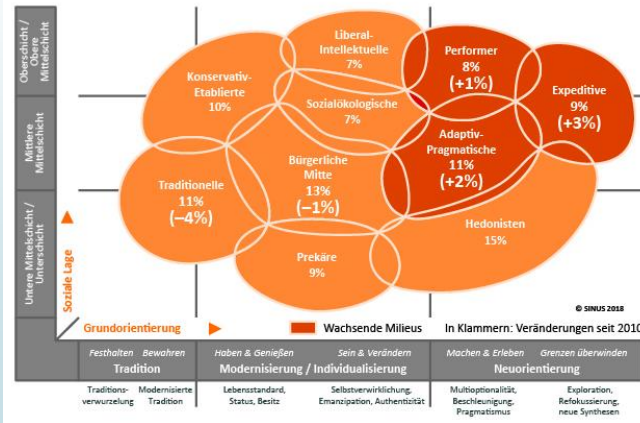 Oberschicht /
Obere
Mittelschicht
Mittlere
Mittelschicht
Untere Mittelschicht /
Unterschicht
Soziale Lage
Liberal-
Intellektuelle
7%
Performer
8%
(+1%)
Konservativ-
Etablierte
10%
Expeditive
9%
(+3%)
Sozialökologische
7%
Adaptiv-
Pragmatische
11%
(+2%)
Bürgerliche
Mitte
13%
(–1%)
Traditionelle
11%
(–4%)
Hedonisten
15%
Prekäre
9%
© SINUS 2018
Grundorientierung
Wachsende Milieus
In Klammern: Veränderungen seit 2010
Festhalten Bewahren
Tradition
Haben & Genießen Sein & Verändern
Modernisierung / Individualisierung
Machen & Erleben Grenzen überwinden
Neuorientierung
Traditions-
verwurzelung
Modernisierte
Tradition
Lebensstandard,
Status, Besitz
Selbstverwirklichung,
Emanzipation, Authentizität
Multioptionalität,
Beschleunigung,
Pragmatismus
Exploration,
Refokussierung,
neue Synthesen